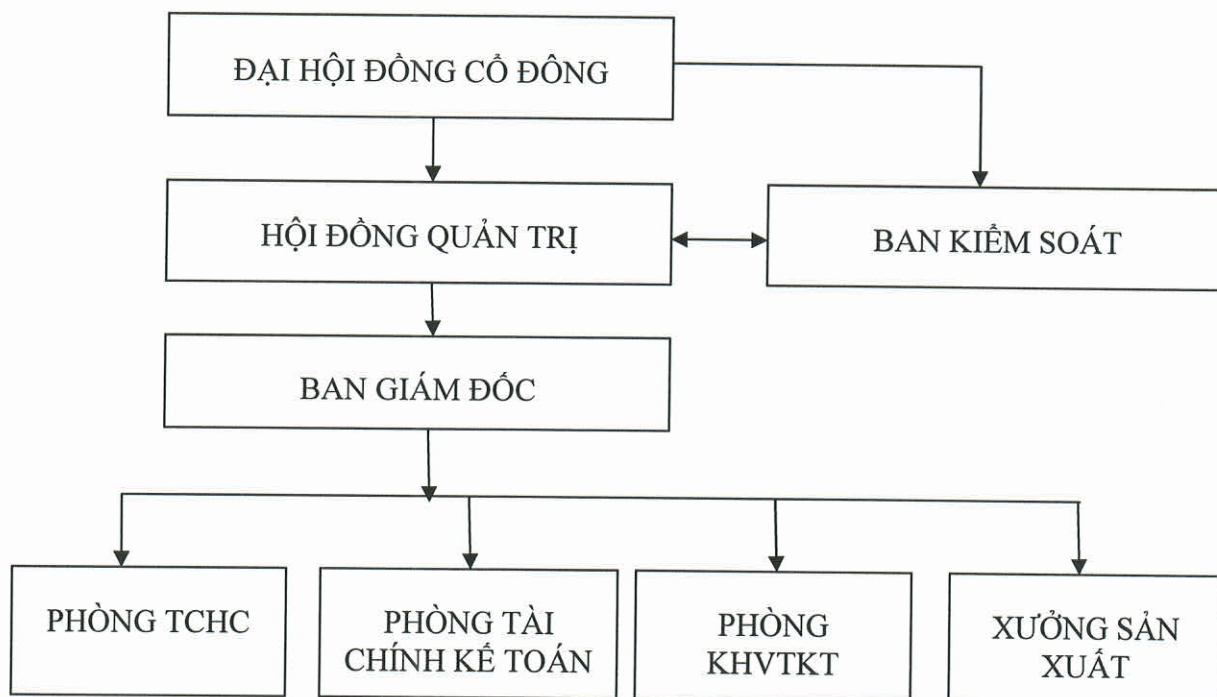 ĐẠI HỘI ĐỒNG CỔ ĐÔNG
HỘI ĐỒNG QUẢN TRỊ
BAN KIỂM SOÁT
BAN GIÁM ĐỐC
PHÒNG TCHC
PHÒNG TÀI
CHÍNH KẾ TOÁN
PHÒNG
KHVTKT
XƯỞNG SẢN
XUẤT